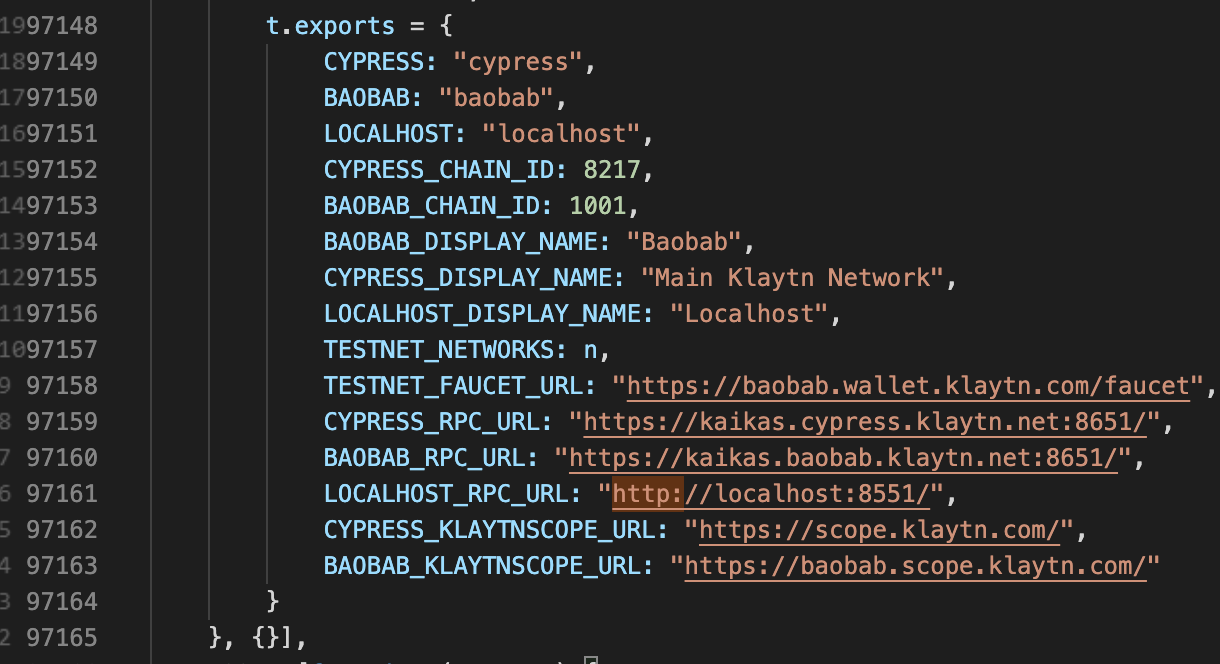 1997148 t.exports = {
1897149 CYPRESS: "cypress",
1797150 BAOBAB: "baobab",
1697151 LOCALHOST: "localhost",
1597152 CYPRESS_CHAIN_ID: 8217,
1497153 BAOBAB_CHAIN_ID: 1001,
1397154 BAOBAB_DISPLAY_NAME: "Baobab",
1297155 CYPRESS_DISPLAY_NAME: "Main Klaytn Network",
1197156 LOCALHOST_DISPLAY_NAME: "Localhost",
1097157 TESTNET_NETWORKS: n,
9 97158 TESTNET_FAUCET_URL: "https://baobab.wallet.klaytn.com/faucet",
8 97159 CYPRESS_RPC_URL: "https://kaikas.cypress.klaytn.net:8651/",
7 97160 BAOBAB_RPC_URL: "https://kaikas.baobab.klaytn.net:8651/",
6 97161 LOCALHOST_RPC_URL: "http://localhost:8551/",
5 97162 CYPRESS_KLAYTNSCOPE_URL: "https://scope.klaytn.com/",
4 97163 BAOBAB_KLAYTNSCOPE_URL: "https://baobab.scope.klaytn.com/"
3 97164 }
2 97165 }, {}],